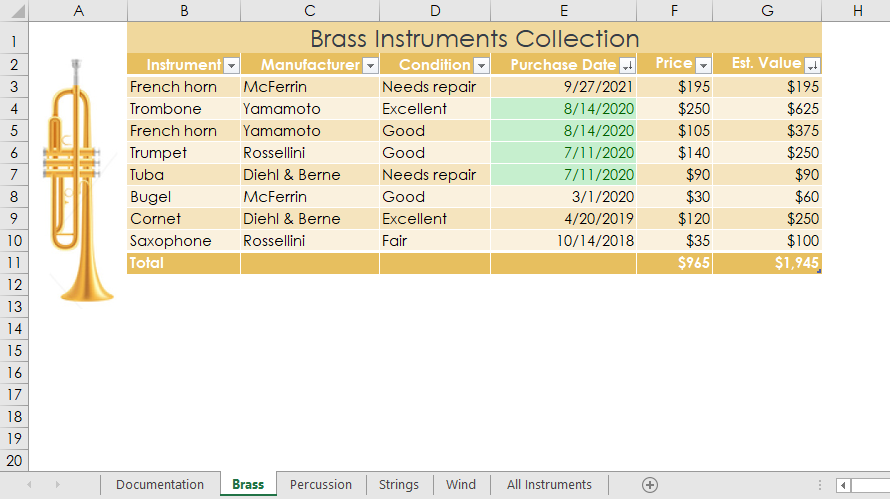 A B C D E F G H
1 Brass Instruments Collection
2 Instrument Manufacturer Condition Purchase Date Price Est. Value
3 French horn McFerrin Needs repair 9/27/2021 $195 $195
4 Trombone Yamamoto Excellent 8/14/2020 $250 $625
5 French horn Yamamoto Good 8/14/2020 $105 $375
6 Trumpet Rossellini Good 7/11/2020 $140 $250
7 Tuba Diehl & Berne Needs repair 7/11/2020 $90 $90
8 Bugel McFerrin Good 3/1/2020 $30 $60
9 Cornet Diehl & Berne Excellent 4/20/2019 $120 $250
10 Saxophone Rossellini Fair 10/14/2018 $35 $100
11 Total $965 $1,945
12
13
14
15
16
17
18
19
20
Documentation Brass Percussion Strings Wind All Instruments